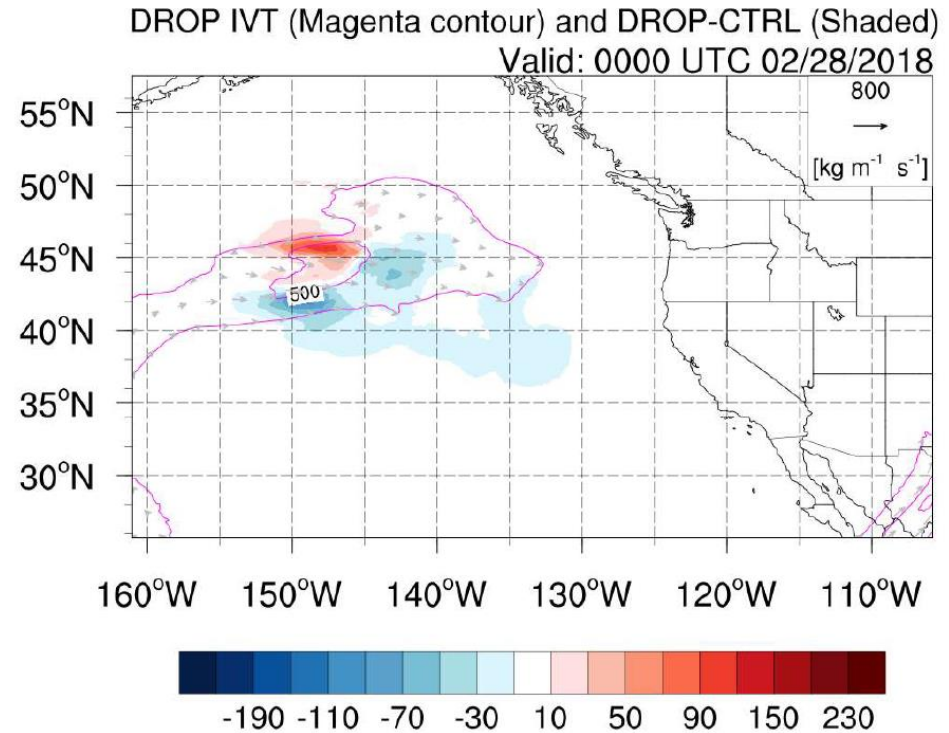 DROP IVT (Magenta contour) and DROP-CTRL (Shaded)
Valid: 0000 UTC 02/28/2018
800
[kg m⁻¹ s⁻¹]
55°N
50°N
45°N
500
40°N
35°N
30°N
160°W 150°W 140°W 130°W 120°W 110°W
-190 -110 -70 -30 10 50 90 150 230